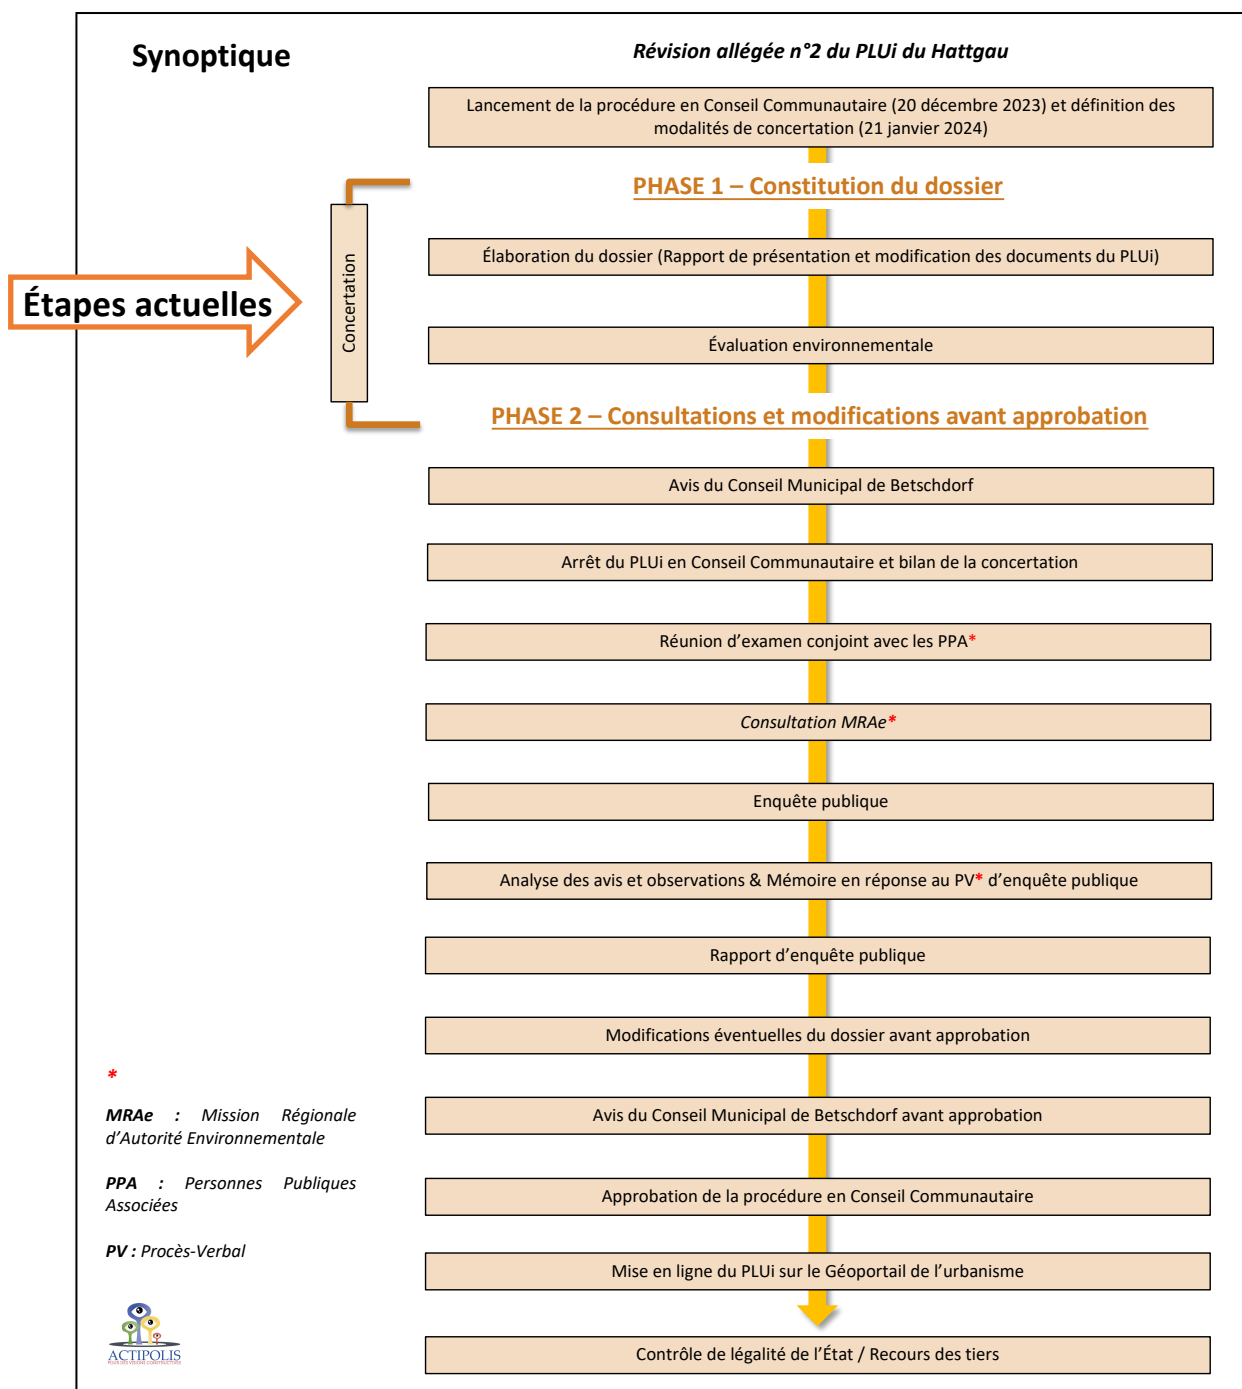 Synoptique
Révision allégée n°2 du PLUi du Hattgau
Lancement de la procédure en Conseil Communautaire (20 décembre 2023) et définition des
modalités de concertation (21 janvier 2024)
PHASE 1 – Constitution du dossier
Concertation
Étapes actuelles
Élaboration du dossier (Rapport de présentation et modification des documents du PLUi)
Évaluation environnementale
PHASE 2 – Consultations et modifications avant approbation
Avis du Conseil Municipal de Betschdorf
Arrêt du PLUi en Conseil Communautaire et bilan de la concertation
Réunion d'examen conjoint avec les PPA*
Consultation MRAe*
Enquête publique
Analyse des avis et observations & Mémoire en réponse au PV* d'enquête publique
Rapport d'enquête publique
Modifications éventuelles du dossier avant approbation
Avis du Conseil Municipal de Betschdorf avant approbation
Approbation de la procédure en Conseil Communautaire
Mise en ligne du PLUi sur le Géoportail de l'urbanisme
Contrôle de légalité de l'État / Recours des tiers
*
MRAe : Mission Régionale
d'Autorité Environnementale
PPA : Personnes Publiques
Associées
PV : Procès-Verbal
ACTIPOLIS
POUR DES VISIONS CONSTRUCTIVES